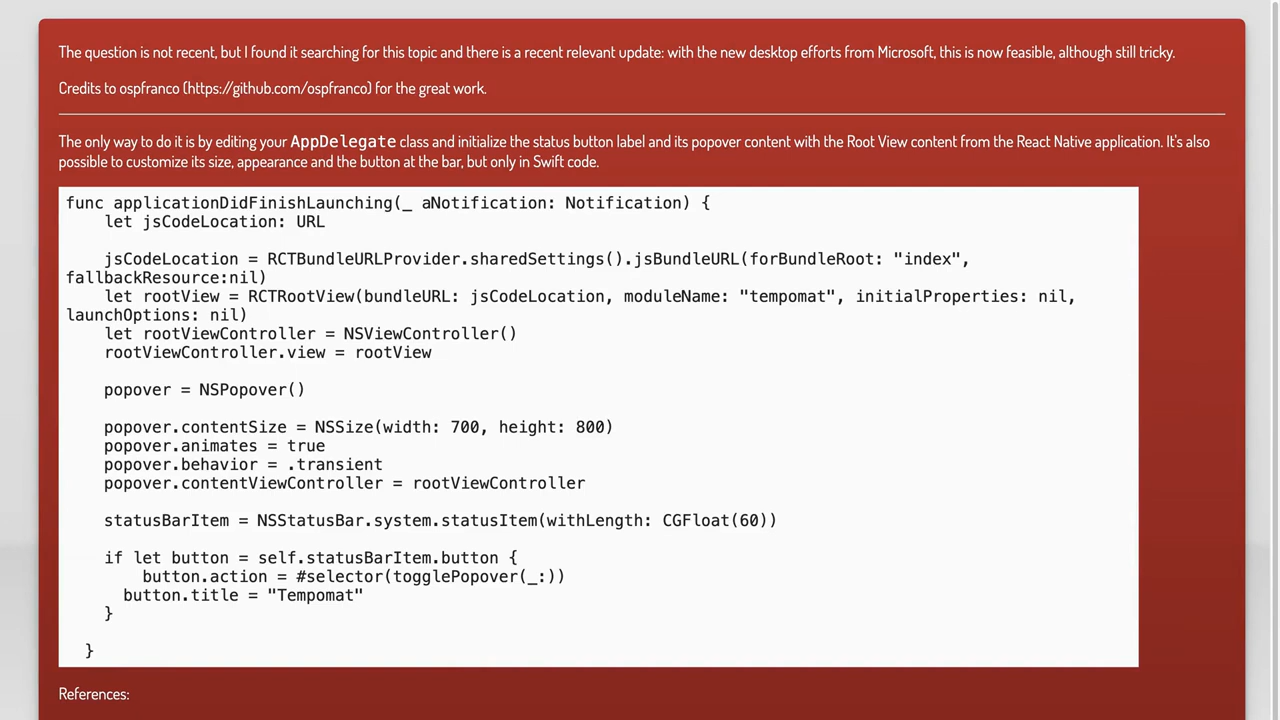 The question is not recent, but I found it searching for this topic and there is a recent relevant update: with the new desktop efforts from Microsoft, this is now feasible, although still tricky.
Credits to ospfranco (https://github.com/ospfranco) for the great work.
The only way to do it is by editing your AppDelegate class and initialize the status button label and its popover content with the Root View content from the React Native application. It's also
possible to customize its size, appearance and the button at the bar, but only in Swift code.
func applicationDidFinishLaunching(_ aNotification: Notification) {
    let jsCodeLocation: URL
    jsCodeLocation = RCTBundleURLProvider.sharedSettings().jsBundleURL(forBundleRoot: "index",
fallbackResource:nil)
    let rootView = RCTRootView(bundleURL: jsCodeLocation, moduleName: "tempomat", initialProperties: nil,
launchOptions: nil)
    let rootViewController = NSViewController()
    rootViewController.view = rootView
    popover = NSPopover()
    popover.contentSize = NSSize(width: 700, height: 800)
    popover.animates = true
    popover.behavior = .transient
    popover.contentViewController = rootViewController
    statusBarItem = NSStatusBar.system.statusItem(withLength: CGFloat(60))
    if let button = self.statusBarItem.button {
        button.action = #selector(togglePopover(_:))
      button.title = "Tempomat"
    }
  }
References: